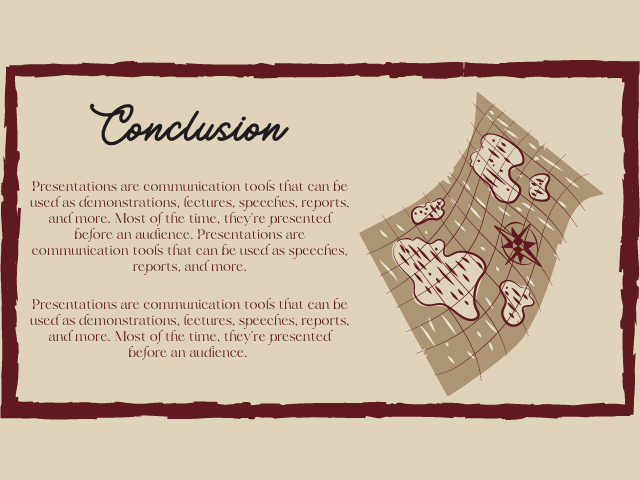 Conclusion
Presentations are communication tools that can be
used as demonstrations, lectures, speeches, reports,
and more. Most of the time, they're presented
before an audience. Presentations are
communication tools that can be used as speeches,
reports, and more.
Presentations are communication tools that can be
used as demonstrations, lectures, speeches, reports,
and more. Most of the time, they're presented
before an audience.